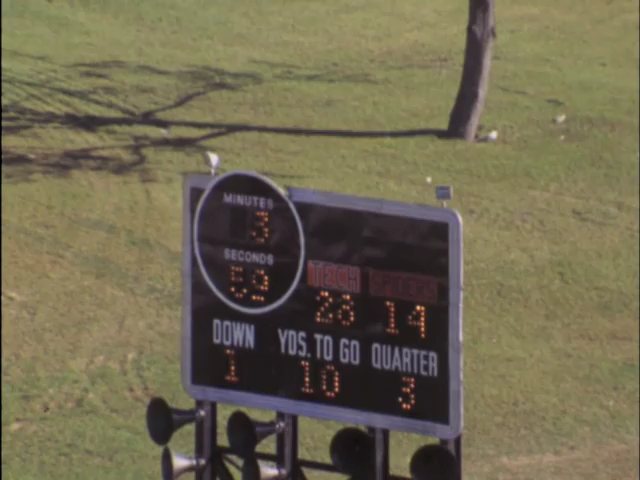 MINUTES
3
SECONDS
59
TECH
28 14
DOWN YDS. TO GO QUARTER
1 10 3